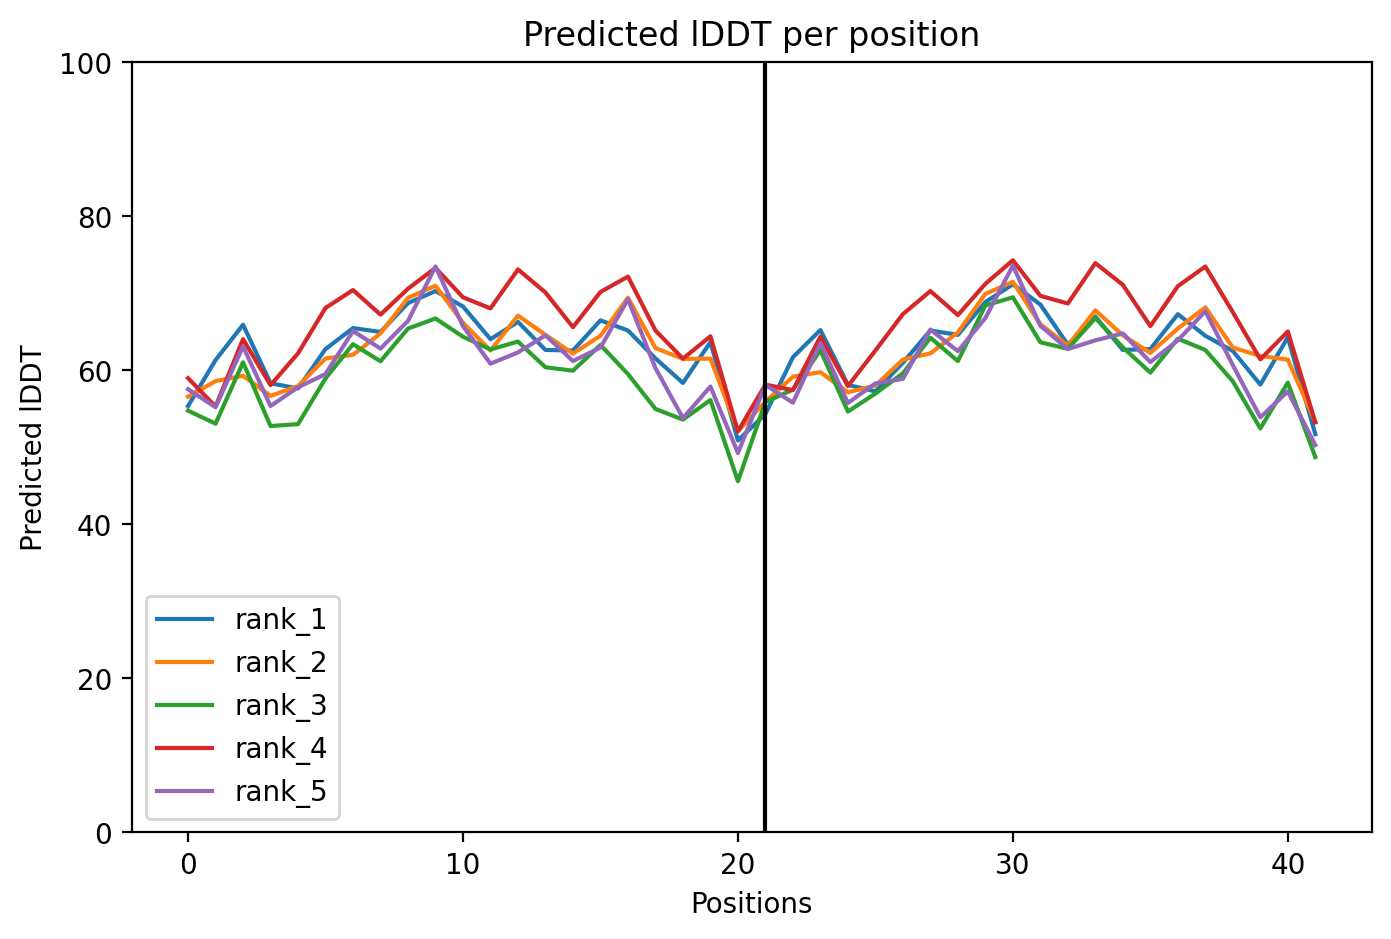 Predicted lDDT per position
Predicted lDDT
100
80
60
40
20
0
rank_1
rank_2
rank_3
rank_4
rank_5
0 10 20 30 40
Positions